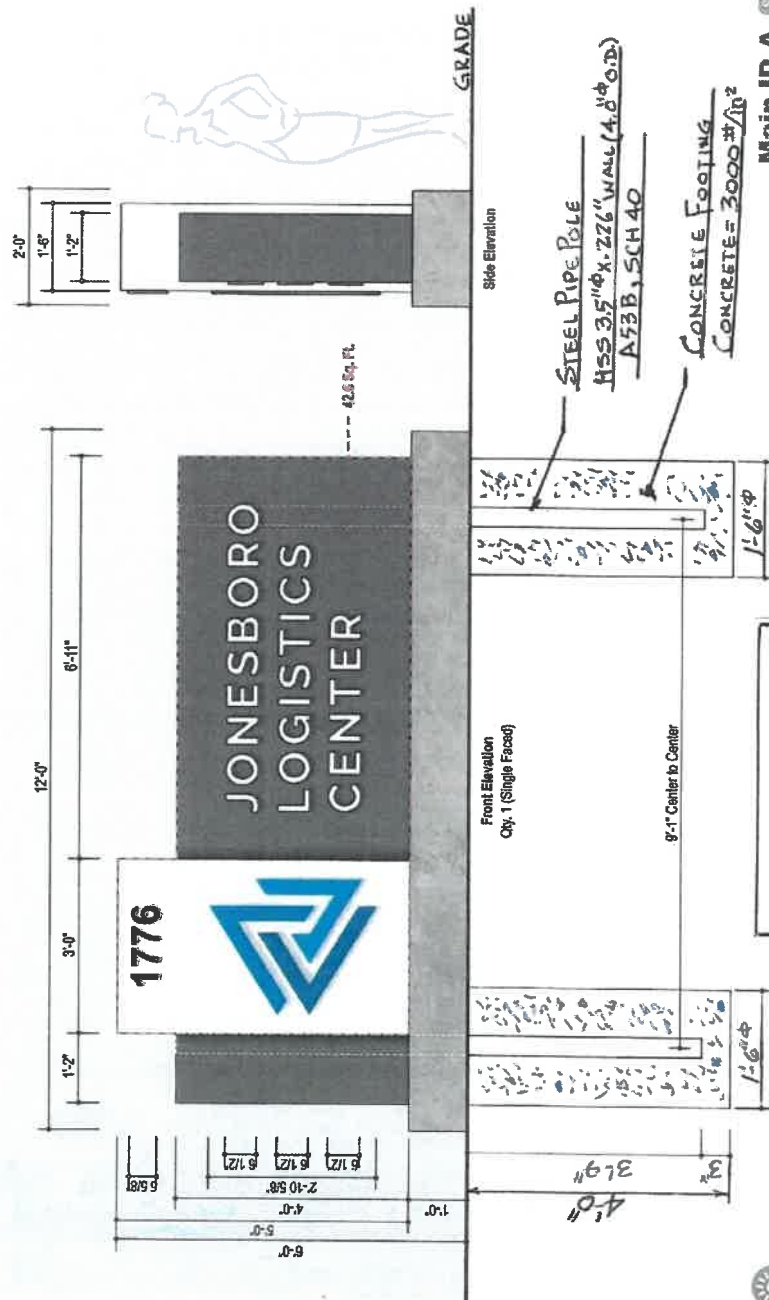 12'-0"
1'-2"
3'-0"
6'-11"
2'-0"
1'-6"
1'-2"
1776
JONESBORO
LOGISTICS
CENTER
42.6 Sq. Ft.
6 5/8"
6 1/2"
6 1/2"
6 1/2"
2'-10 5/8"
4'-0"
5'-0"
6'-0"
1'-0"
GRADE
Front Elevation
Qty. 1 (Single Faced)
Side Elevation
STEEL PIPE POLE
HSS 3.5"Φ x .226" WALL (4.0"Φ O.D.)
A53B, SCH 40
CONCRETE FOOTING
CONCRETE = 3000 #/in²
9'-1" Center to Center
3'-9"
3"
4'-0"
1'-6"Φ
1'-6"Φ